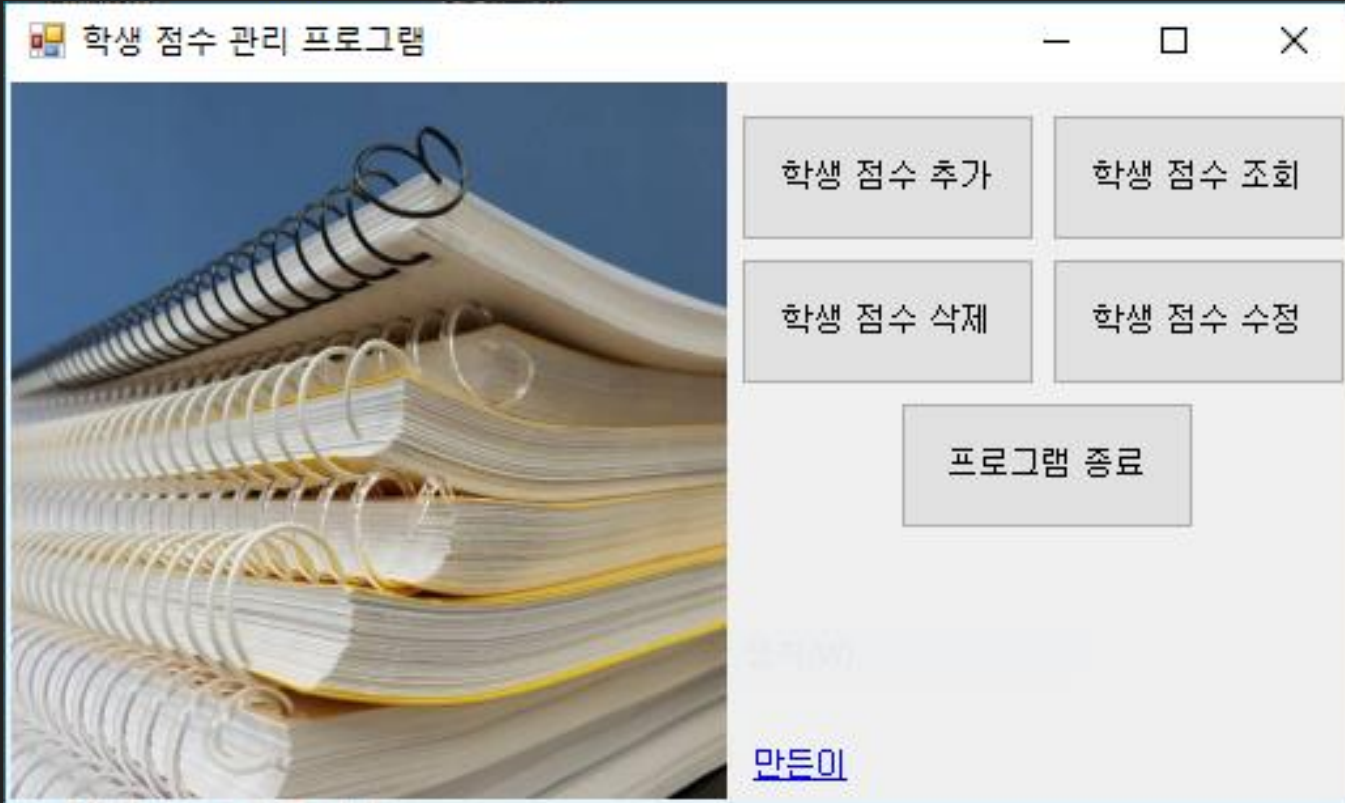 학생 점수 관리 프로그램
학생 점수 추가 학생 점수 조회
학생 점수 삭제 학생 점수 수정
프로그램 종료
만든이